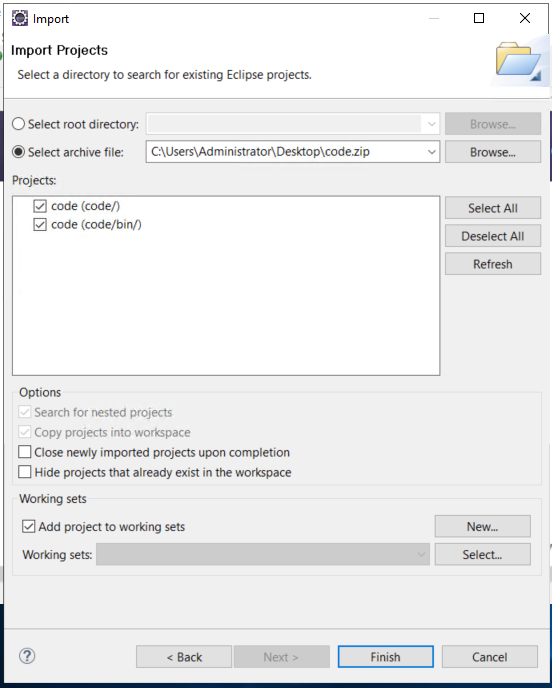 Import
Import Projects
Select a directory to search for existing Eclipse projects.
Select root directory:
Browse...
Select archive file:
C:\Users\Administrator\Desktop\code.zip
Browse...
Projects:
code (code/)
code (code/bin/)
Select All
Deselect All
Refresh
Options
Search for nested projects
Copy projects into workspace
Close newly imported projects upon completion
Hide projects that already exist in the workspace
Working sets
Add project to working sets
New...
Working sets:
Select...
?
< Back
Next >
Finish
Cancel